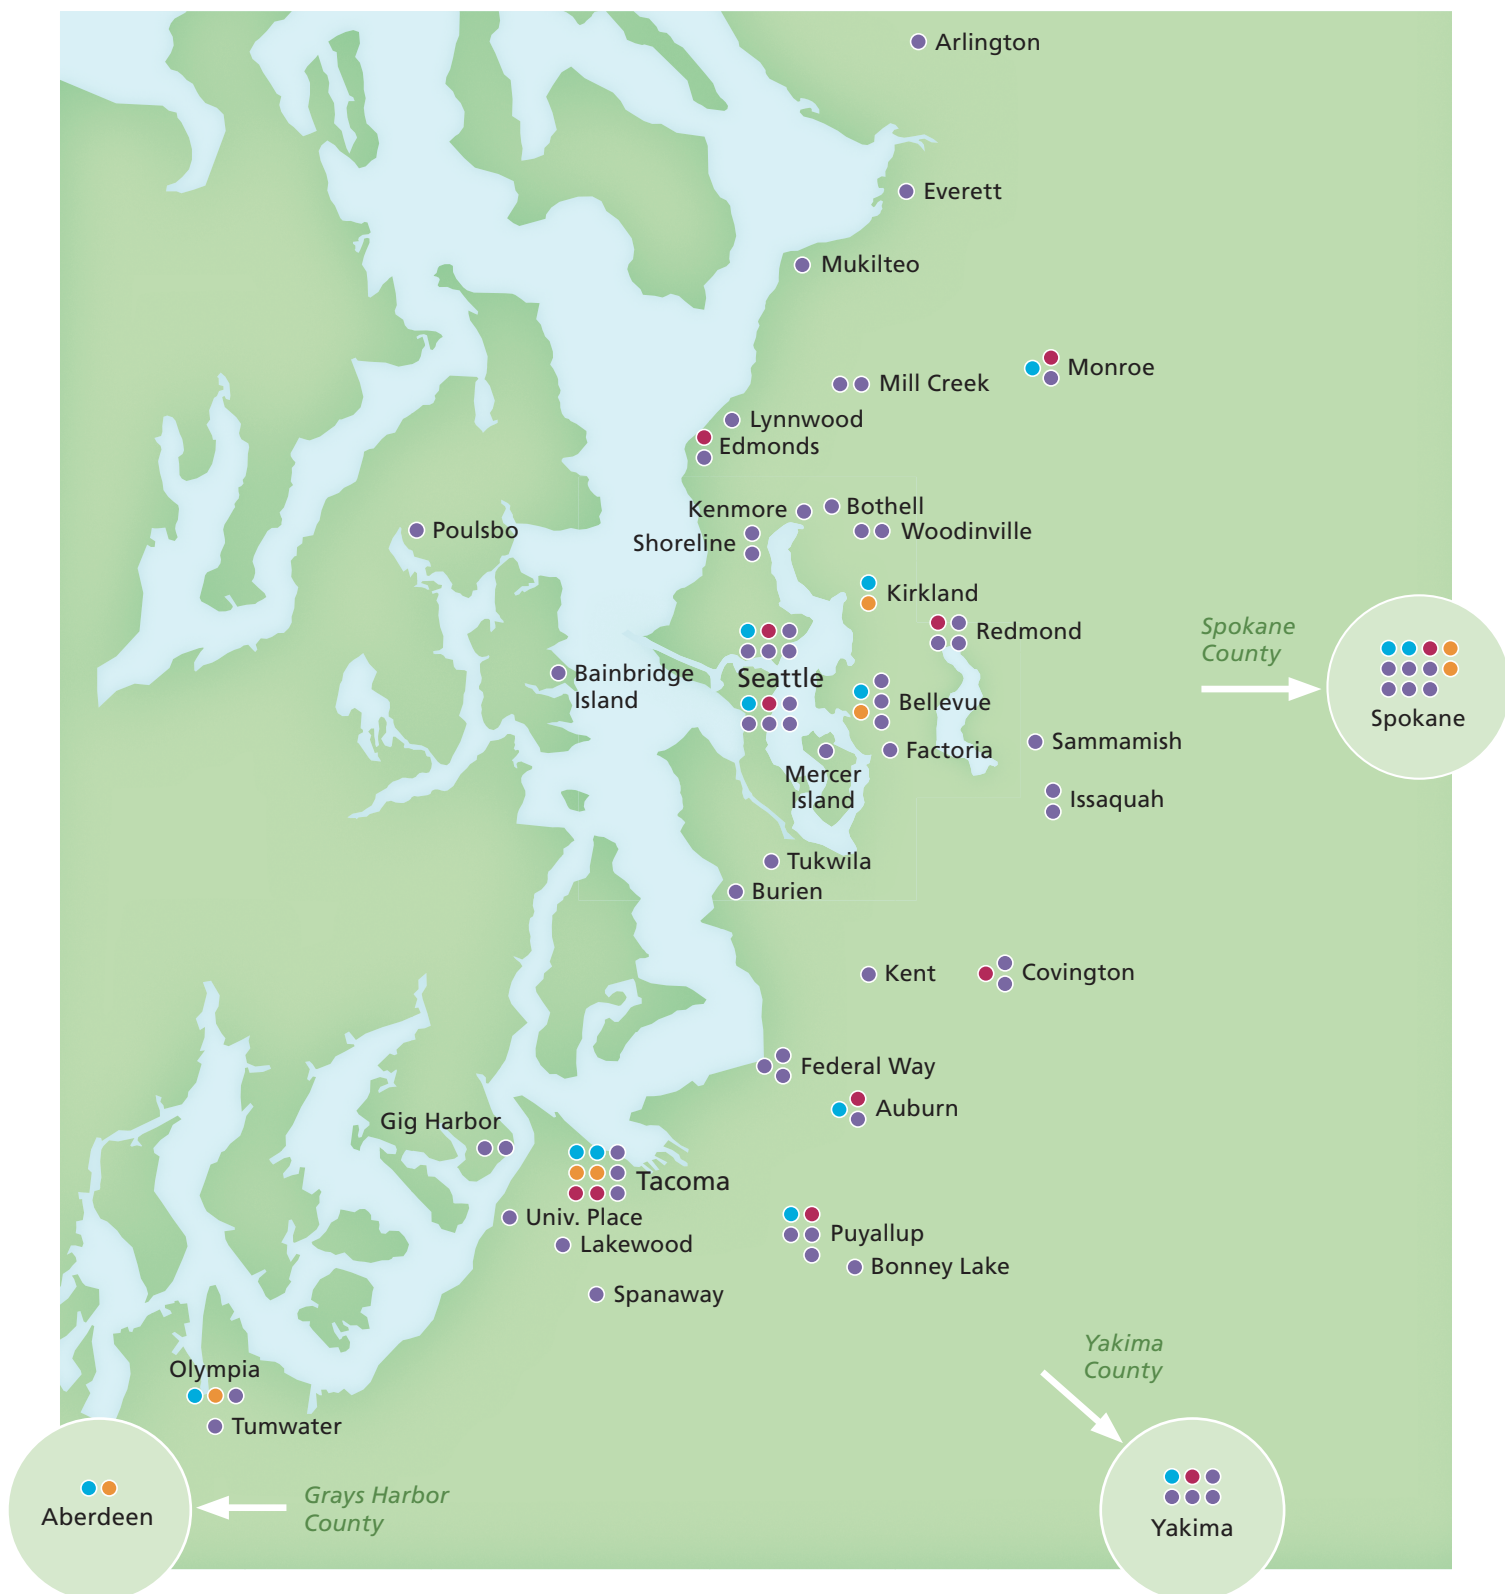 Arlington
Everett
Mukilteo
Monroe
Mill Creek
Lynnwood
Edmonds
Kenmore
Bothell
Poulsbo
Shoreline
Woodinville
Kirkland
Redmond
Spokane
County
Bainbridge
Island
Seattle
Bellevue
Spokane
Factoria
Sammamish
Mercer
Island
Issaquah
Tukwila
Burien
Kent
Covington
Federal Way
Auburn
Gig Harbor
Tacoma
Univ. Place
Lakewood
Puyallup
Bonney Lake
Spanaway
Yakima
County
Olympia
Tumwater
Grays Harbor
County
Aberdeen
Yakima